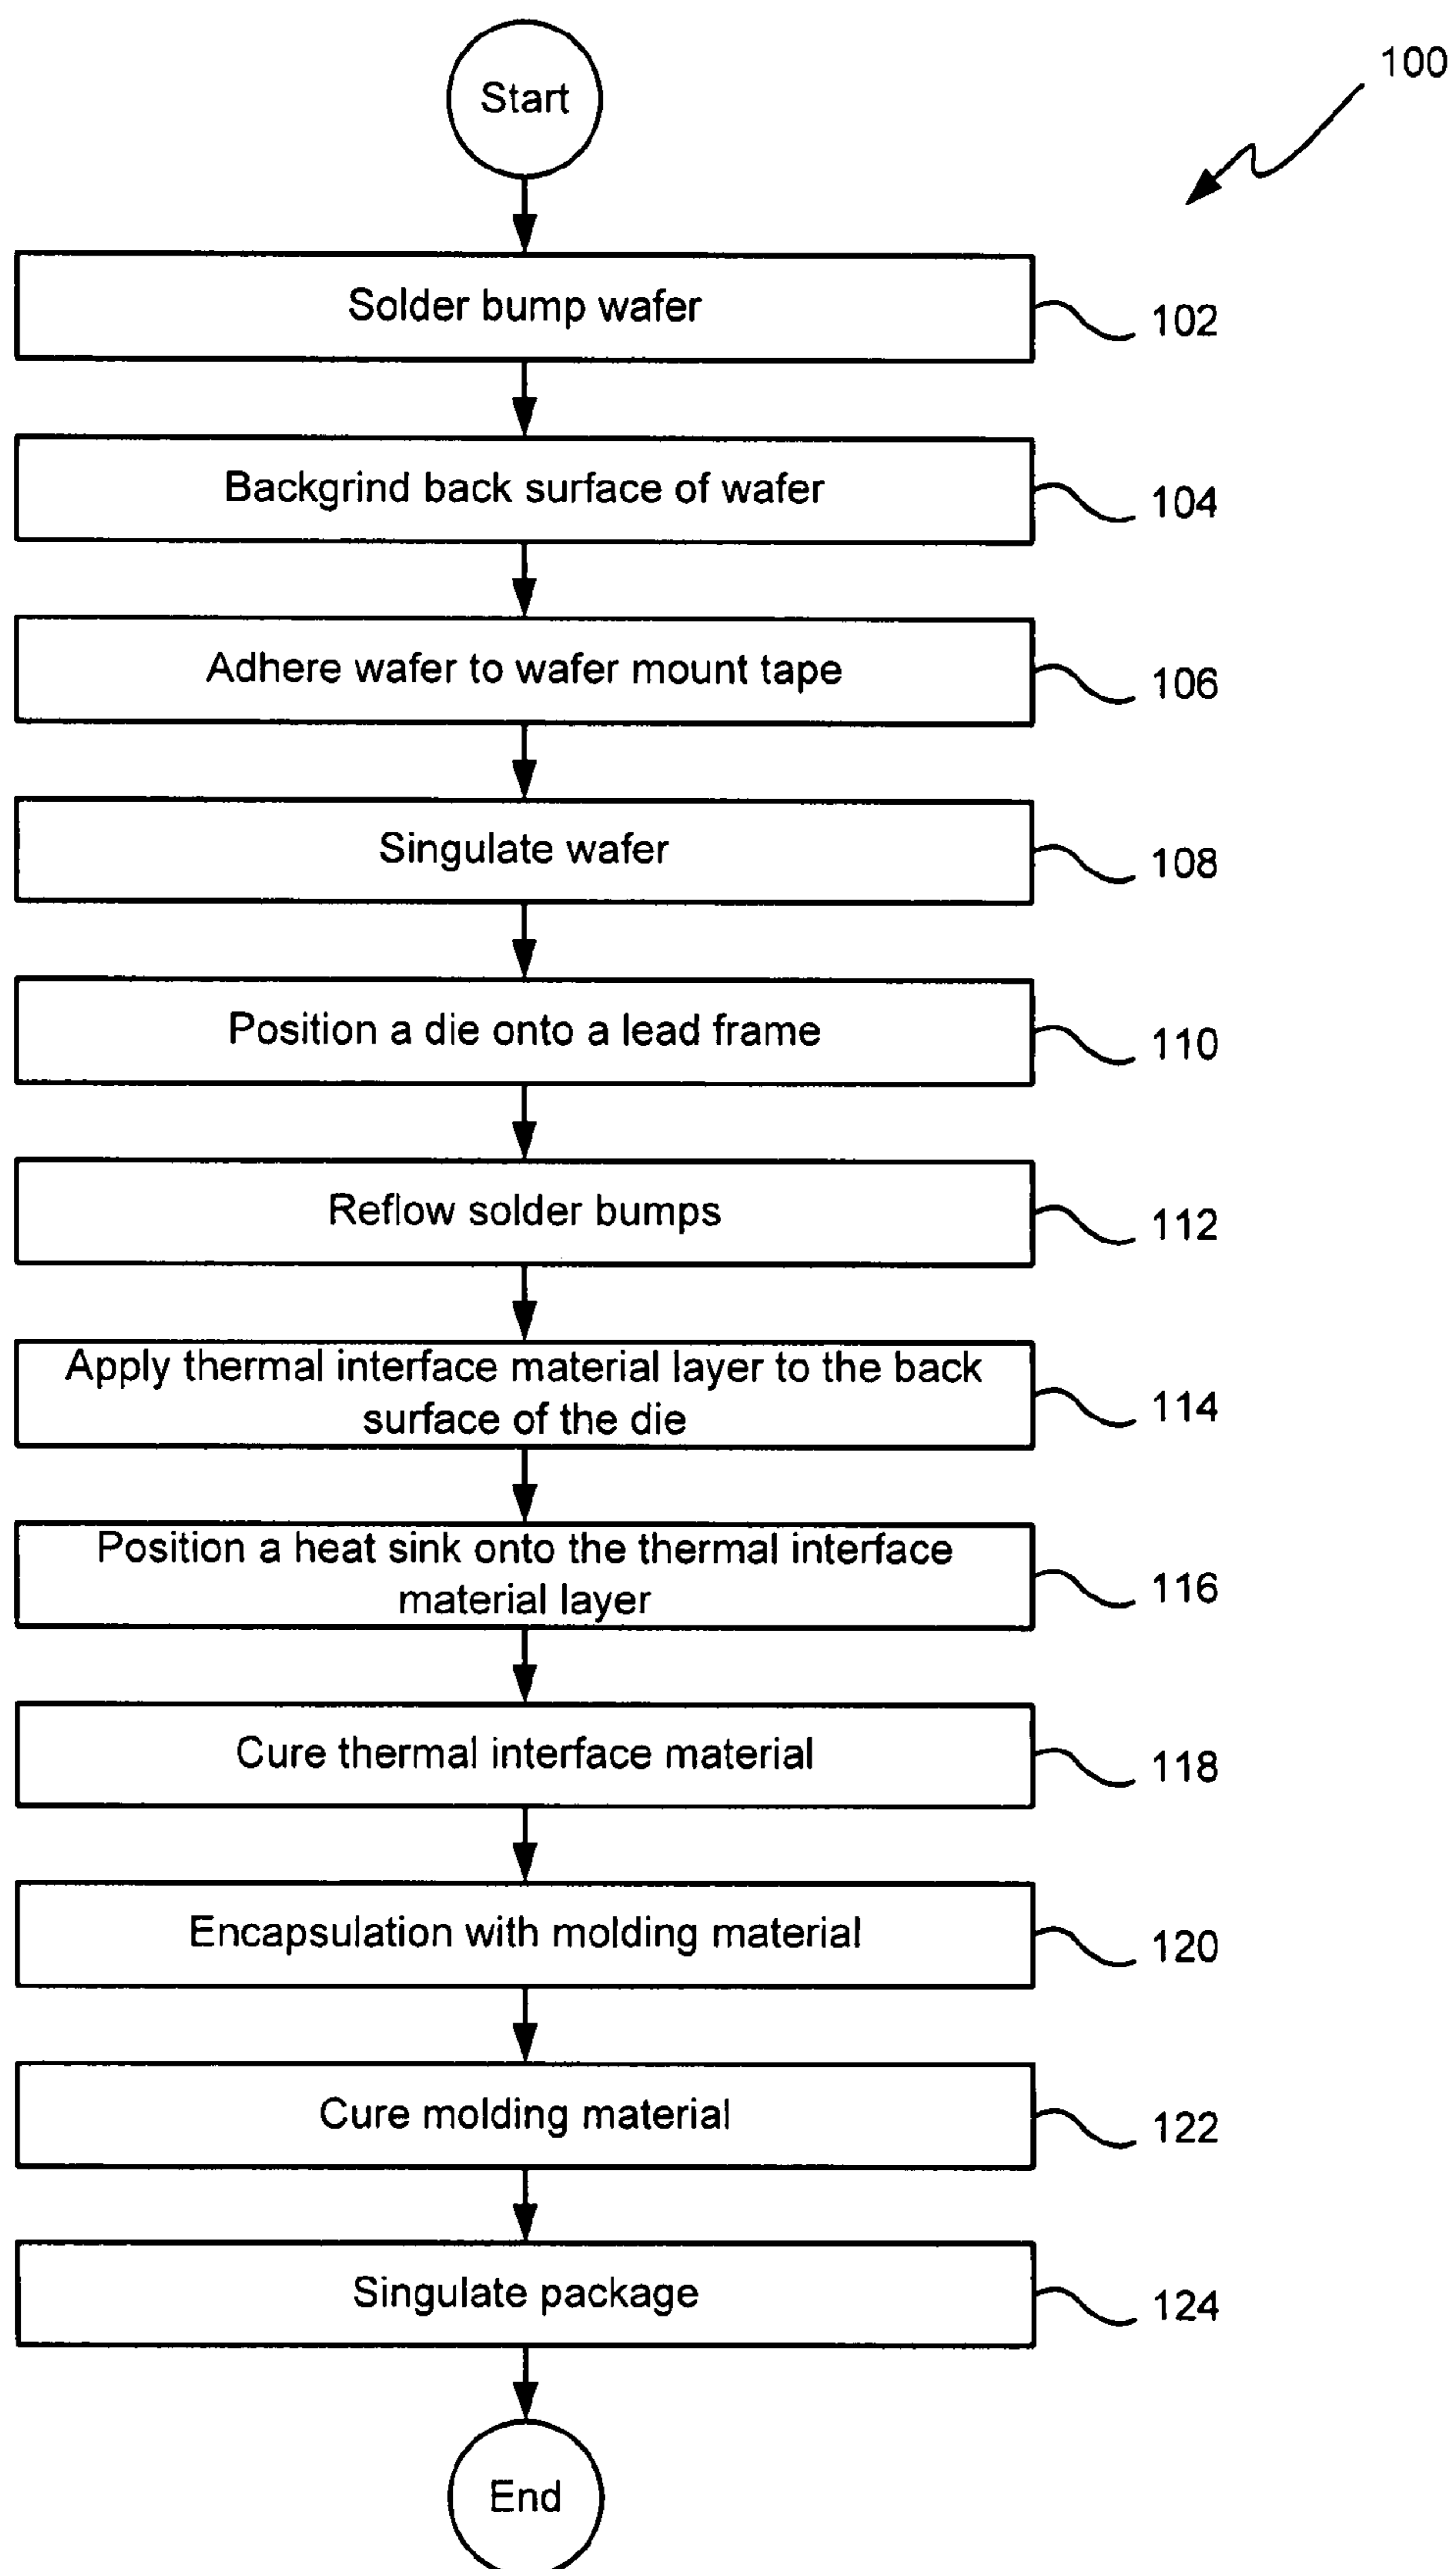 Start
100
Solder bump wafer
102
Backgrind back surface of wafer
104
Adhere wafer to wafer mount tape
106
Singulate wafer
108
Position a die onto a lead frame
110
Reflow solder bumps
112
Apply thermal interface material layer to the back
surface of the die
114
Position a heat sink onto the thermal interface
material layer
116
Cure thermal interface material
118
Encapsulation with molding material
120
Cure molding material
122
Singulate package
124
End